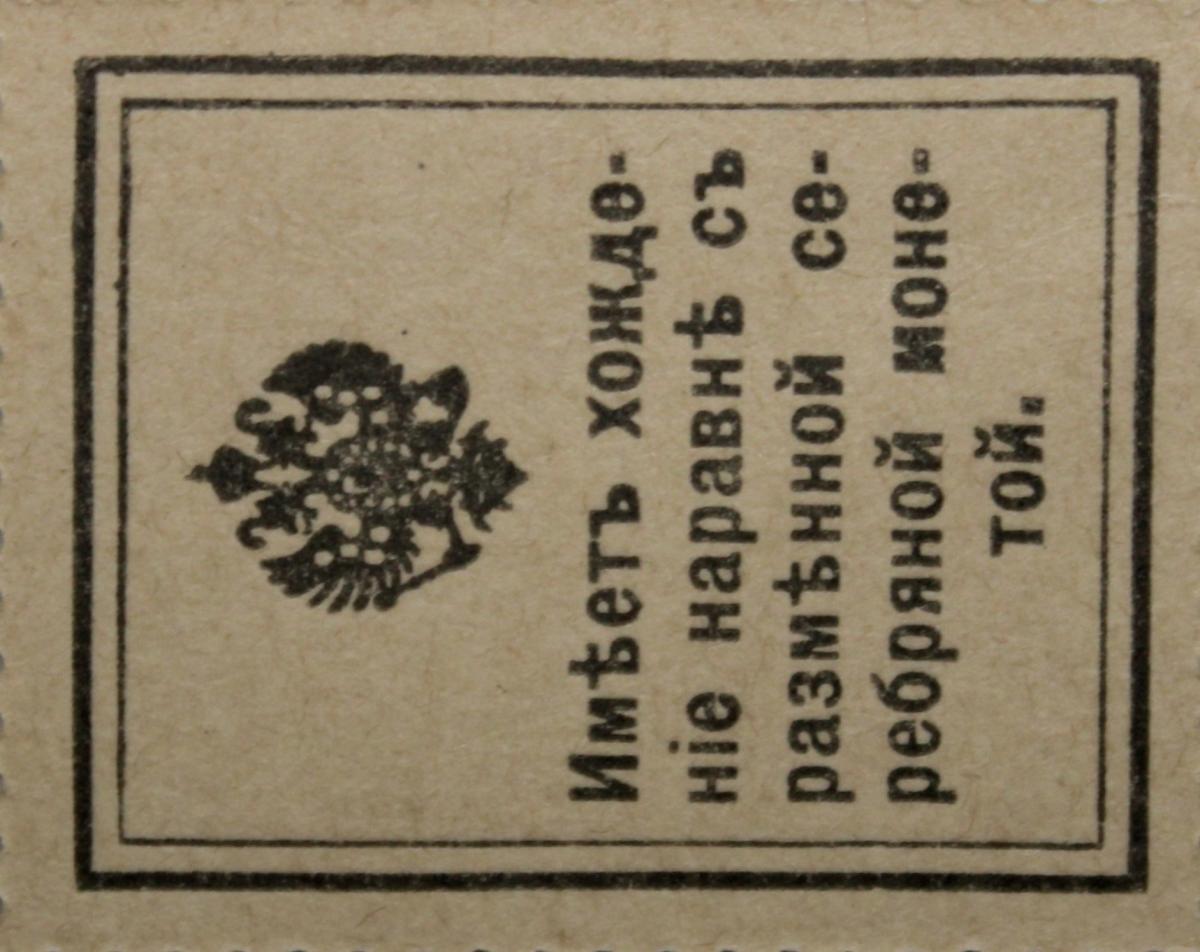 Имѣетъ хожде-
ніе наравнѣ съ
размѣнной се-
ребряной моне-
той.